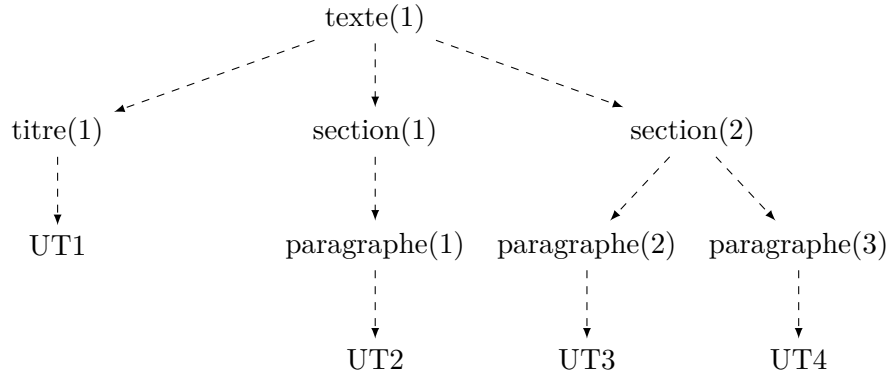 texte(1)
titre(1) section(1) section(2)
UT1 paragraphe(1) paragraphe(2) paragraphe(3)
UT2 UT3 UT4